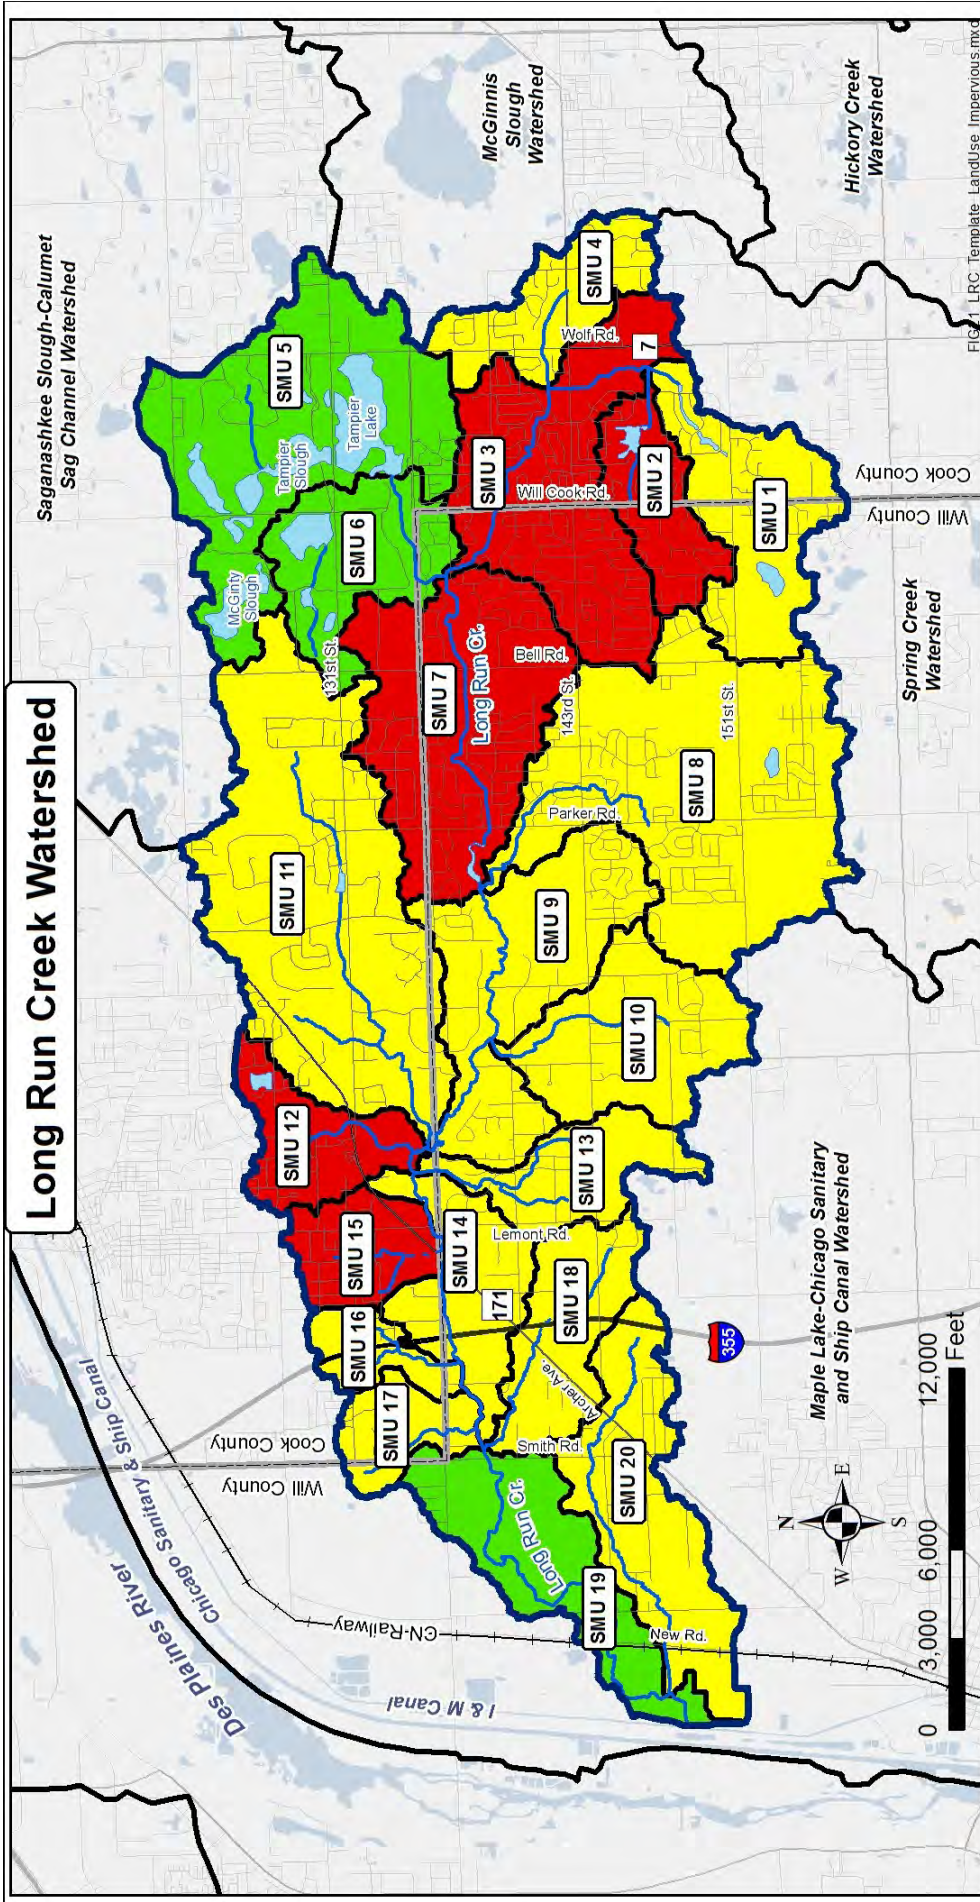 Long Run Creek Watershed
Saganashkee Slough-Calumet
Sag Channel Watershed
McGinnis
Slough
Watershed
Hickory Creek
Watershed
Spring Creek
Watershed
Maple Lake-Chicago Sanitary
and Ship Canal Watershed
Des Plaines River
Chicago Sanitary & Ship Canal
I & M Canal
CN-Railway
Cook County
Will County
Cook County
Will County
SMU 17
SMU 16
SMU 15
SMU 12
SMU 11
SMU 6
SMU 5
McGinty
Slough
Tampier
Slough
Tampier
Lake
131st St.
SMU 14
SMU 7
Long Run Cr.
SMU 3
SMU 4
Will Cook Rd.
Wolf Rd.
7
Bell Rd.
143rd St.
SMU 2
SMU 1
151st St.
SMU 8
Parker Rd.
SMU 9
SMU 10
SMU 13
Lemont Rd.
171
SMU 18
Archer Ave.
355
Smith Rd.
Long Run Cr.
SMU 19
SMU 20
New Rd.
N
W
E
S
0
3,000
6,000
12,000
Feet